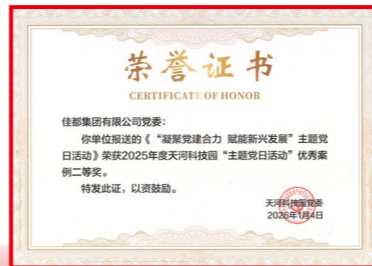 荣誉证书
CERTIFICATE OF HONOR
佳都集团有限公司党委：
你单位报送的《“凝聚党建合力 赋能新兴发展”主题党
日活动》荣获2025年度天河科技园“主题党日活动”优秀案
例二等奖。
特发此证，以资鼓励。
天河科技园党委
2026年1月4日